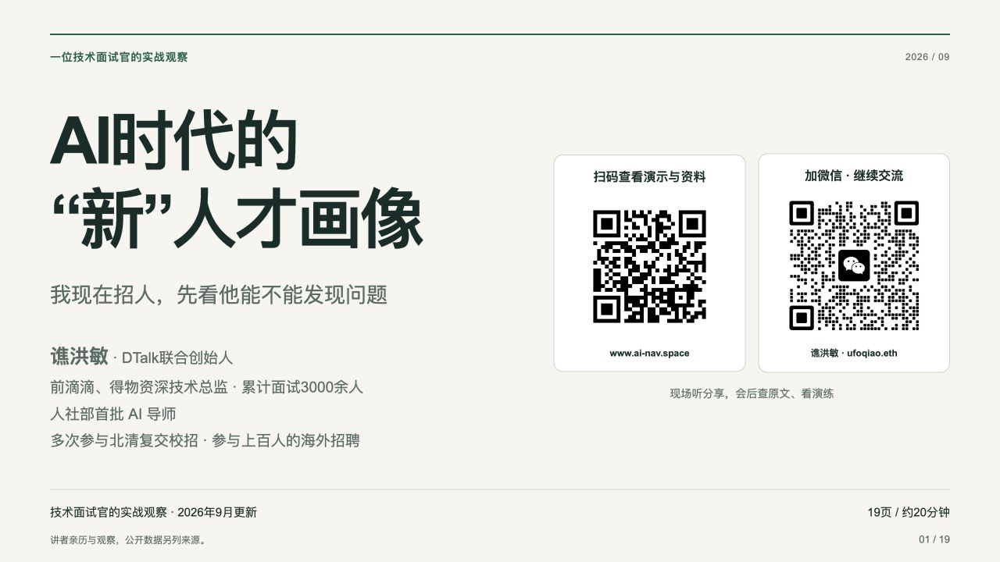 一位技术面试官的实战观察
2026 / 09
AI时代的
“新”人才画像
我现在招人，先看他能不能发现问题
谯洪敏 · DTalk联合创始人
前滴滴、得物资深技术总监 · 累计面试3000余人
人社部首批 AI 导师
多次参与北清复交校招 · 参与上百人的海外招聘
扫码查看演示与资料
www.ai-nav.space
加微信 · 继续交流
谯洪敏 · ufoqiao.eth
现场听分享，会后查原文、看演练
技术面试官的实战观察 · 2026年9月更新
19页 / 约20分钟
讲者亲历与观察，公开数据另列来源。
01 / 19